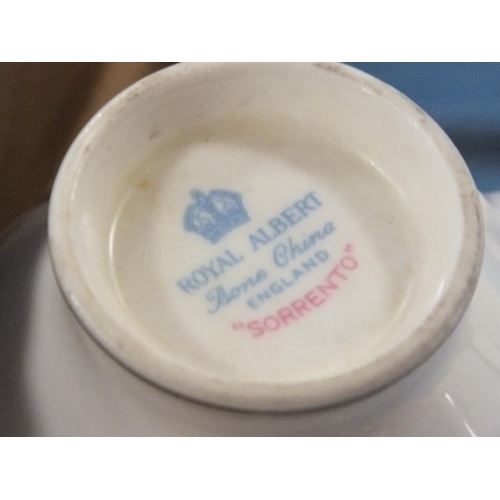 ROYAL ALBERT
Bone China
ENGLAND
"SORRENTO"